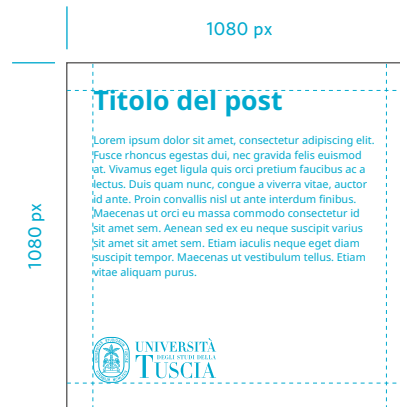 1080 px
1080 px
Titolo del post
Lorem ipsum dolor sit amet, consectetur adipiscing elit.
Fusce rhoncus egestas dui, nec gravida felis euismod
at. Vivamus eget ligula quis orci pretium faucibus ac a
lectus. Duis quam nunc, congue a viverra vitae, auctor
id ante. Proin convallis nisl ut ante interdum finibus.
Maecenas ut orci eu massa commodo consectetur id
sit amet sem. Aenean sed ex eu neque suscipit varius
sit amet sit amet sem. Etiam iaculis neque eget diam
suscipit tempor. Maecenas ut vestibulum tellus. Etiam
vitae aliquam purus.
UNIVERSITÀ
DEGLI STUDI DELLA
TUSCIA